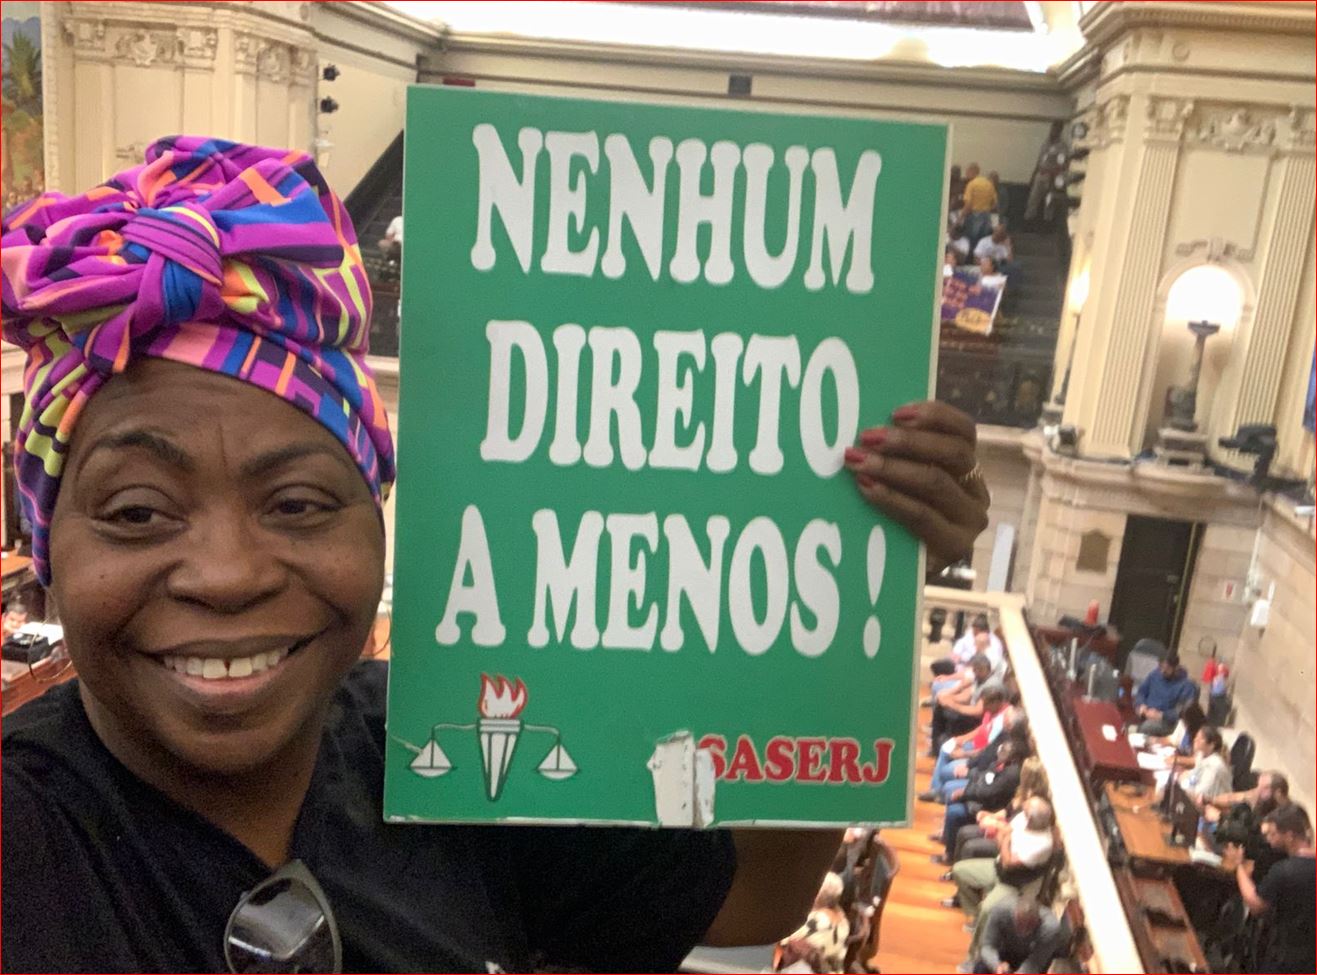 NENHUM
DIREITO
A MENOS !
SASERJ